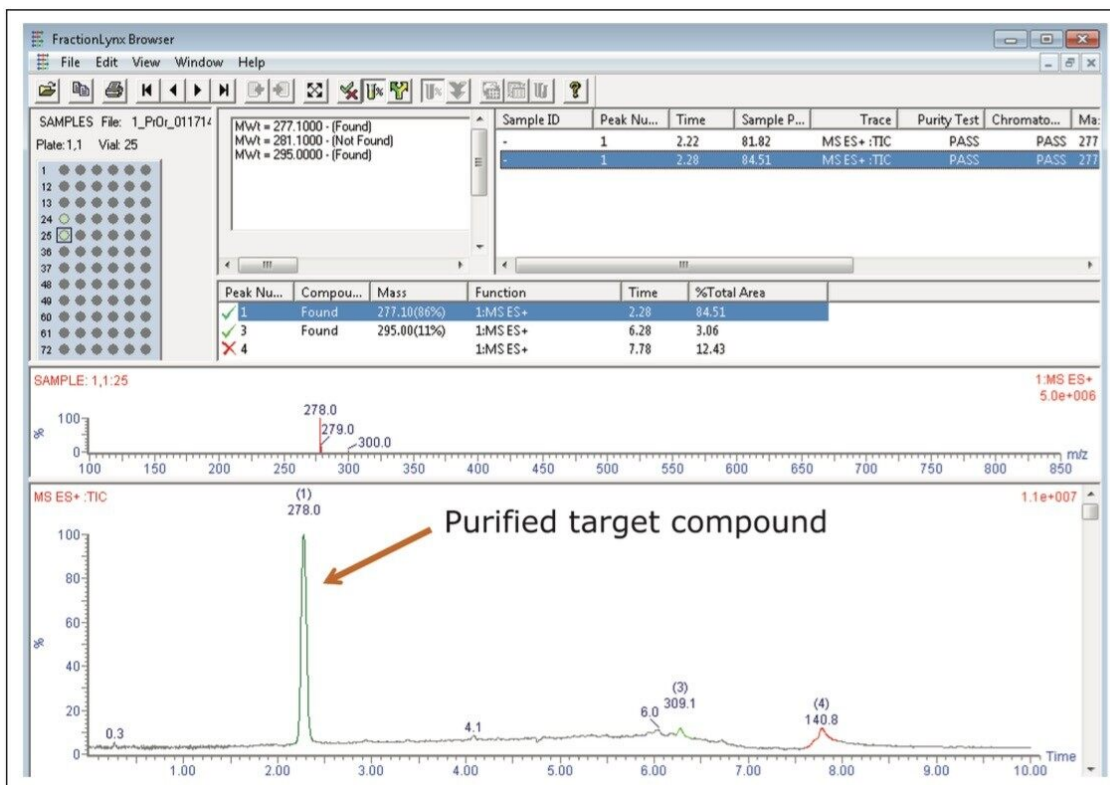 FractionLynx Browser
File Edit View Window Help
SAMPLES File: 1_PrOr_011714
Plate:1,1 Vial: 25
1
12
13
24
25
36
37
48
49
60
61
72
MWt = 277.1000 - (Found)
MWt = 281.1000 - (Not Found)
MWt = 295.0000 - (Found)
Sample ID Peak Nu... Time Sample P... Trace Purity Test Chromato... Ma:
- 1 2.22 81.82 MS ES+ :TIC PASS PASS 277
- 1 2.28 84.51 MS ES+ :TIC PASS PASS 277
Peak Nu... Compou... Mass Function Time %Total Area
1 Found 277.10(86%) 1:MS ES+ 2.28 84.51
3 Found 295.00(11%) 1:MS ES+ 6.28 3.06
4 1:MS ES+ 7.78 12.43
SAMPLE: 1,1:25
1:MS ES+
5.0e+006
278.0
279.0
300.0
100
%
0
100 150 200 250 300 350 400 450 500 550 600 650 700 750 800 850
m/z
MS ES+ :TIC
1.1e+007
(1)
278.0
Purified target compound
100
80
60
%
40
20
0
0.3
4.1
6.0
(3)
309.1
(4)
140.8
1.00 2.00 3.00 4.00 5.00 6.00 7.00 8.00 9.00 10.00
Time